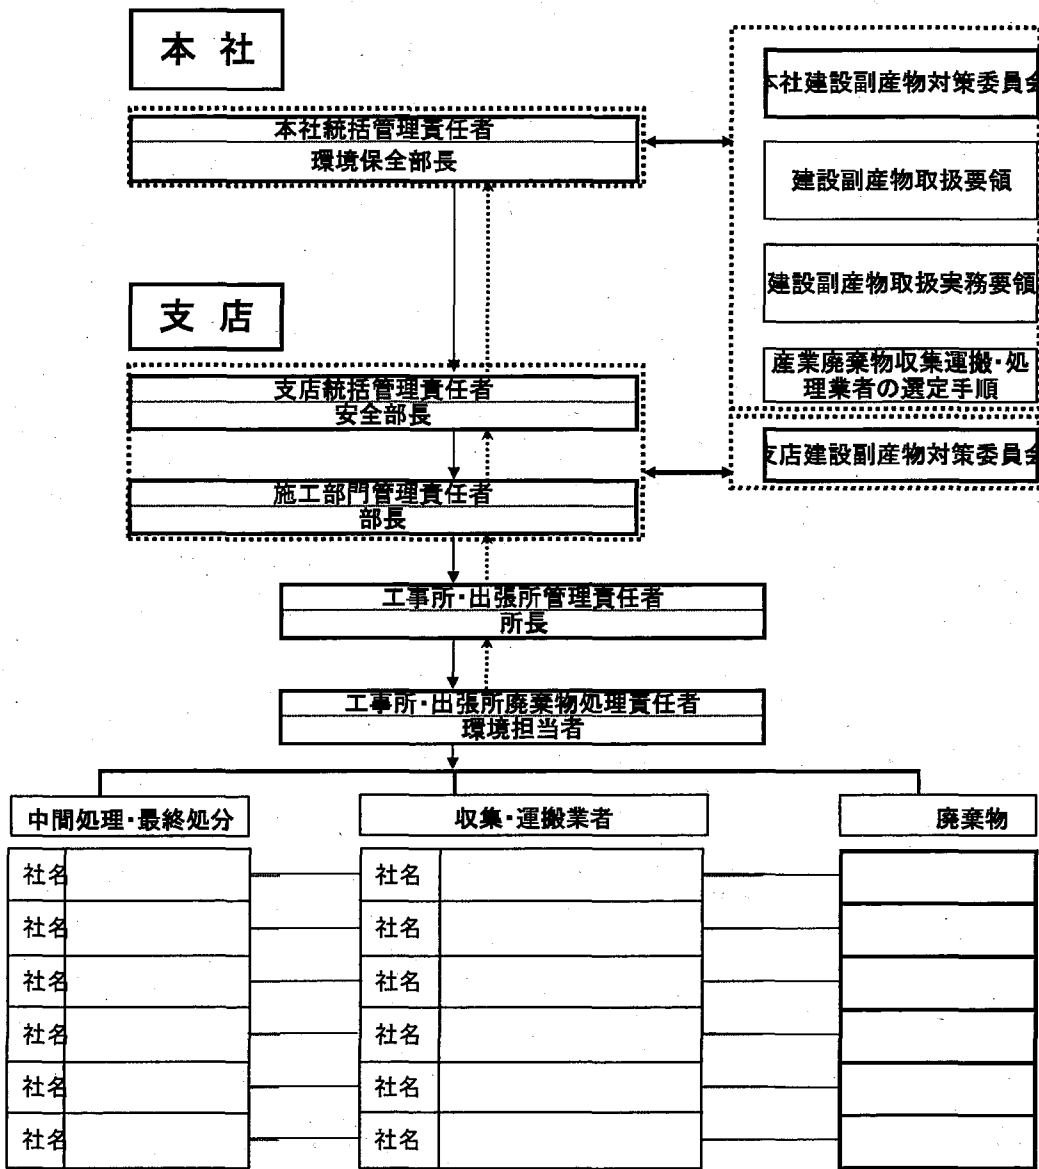 本社
本社統括管理責任者
環境保全部長
本社建設副産物対策委員会
建設副産物取扱要領
建設副産物取扱実務要領
産業廃棄物収集運搬・処
理業者の選定手順
支店
支店統括管理責任者
安全部長
施工部門管理責任者
部長
支店建設副産物対策委員会
工事所・出張所管理責任者
所長
工事所・出張所廃棄物処理責任者
環境担当者
中間処理・最終処分
収集・運搬業者
廃棄物
社名
社名
社名
社名
社名
社名
社名
社名
社名
社名
社名
社名